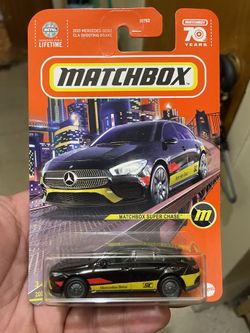 2020 MERCEDES-BENZ
CLA SHOOTING BRAKE
MATCHBOX
70
YEARS
LIFETIME
MATCHBOX
MATCHBOX SUPER CHASE
m
Mercedes-Benz